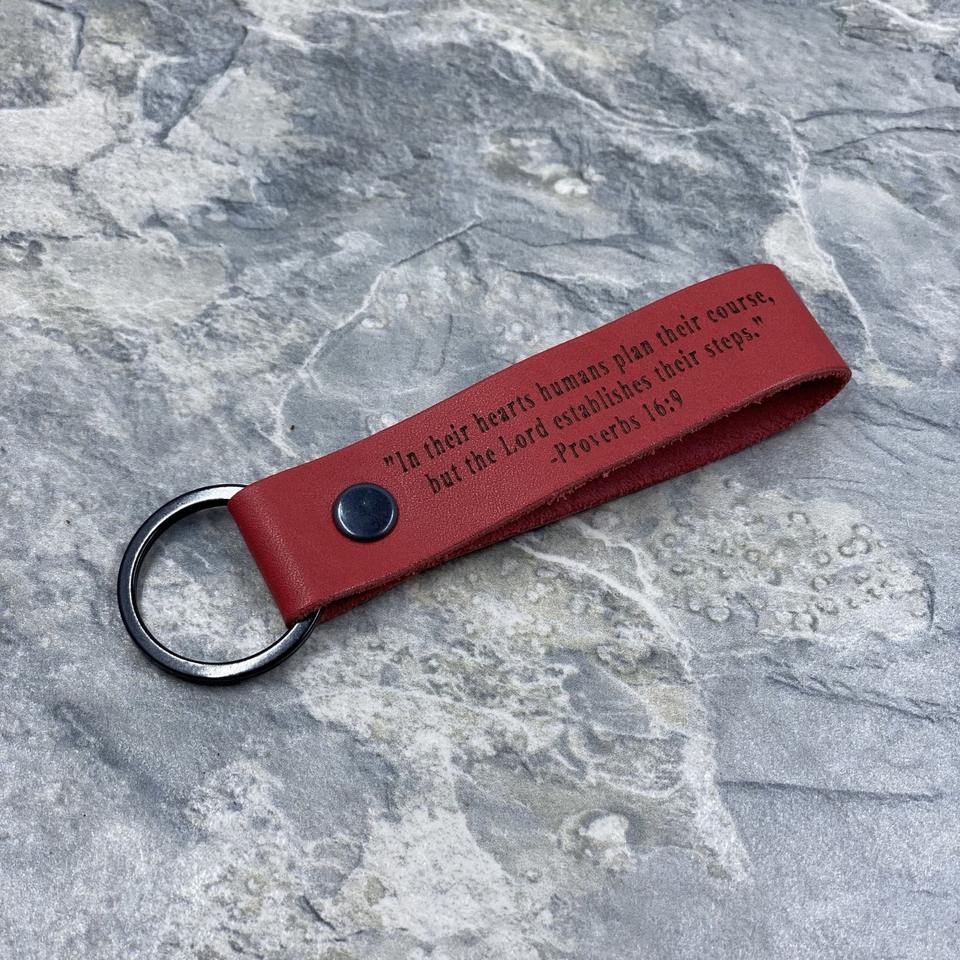 "In their hearts humans plan their course,
but the Lord establishes their steps."
-Proverbs 16:9